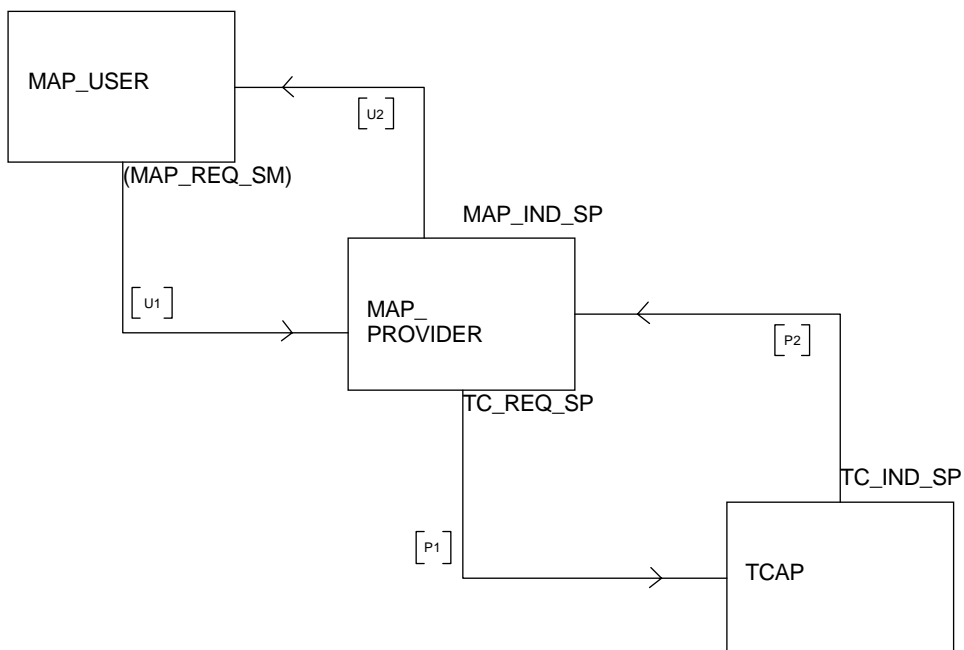 MAP_USER
[U2]
(MAP_REQ_SM)
MAP_IND_SP
[U1]
MAP_
PROVIDER
[P2]
TC_REQ_SP
TC_IND_SP
[P1]
TCAP